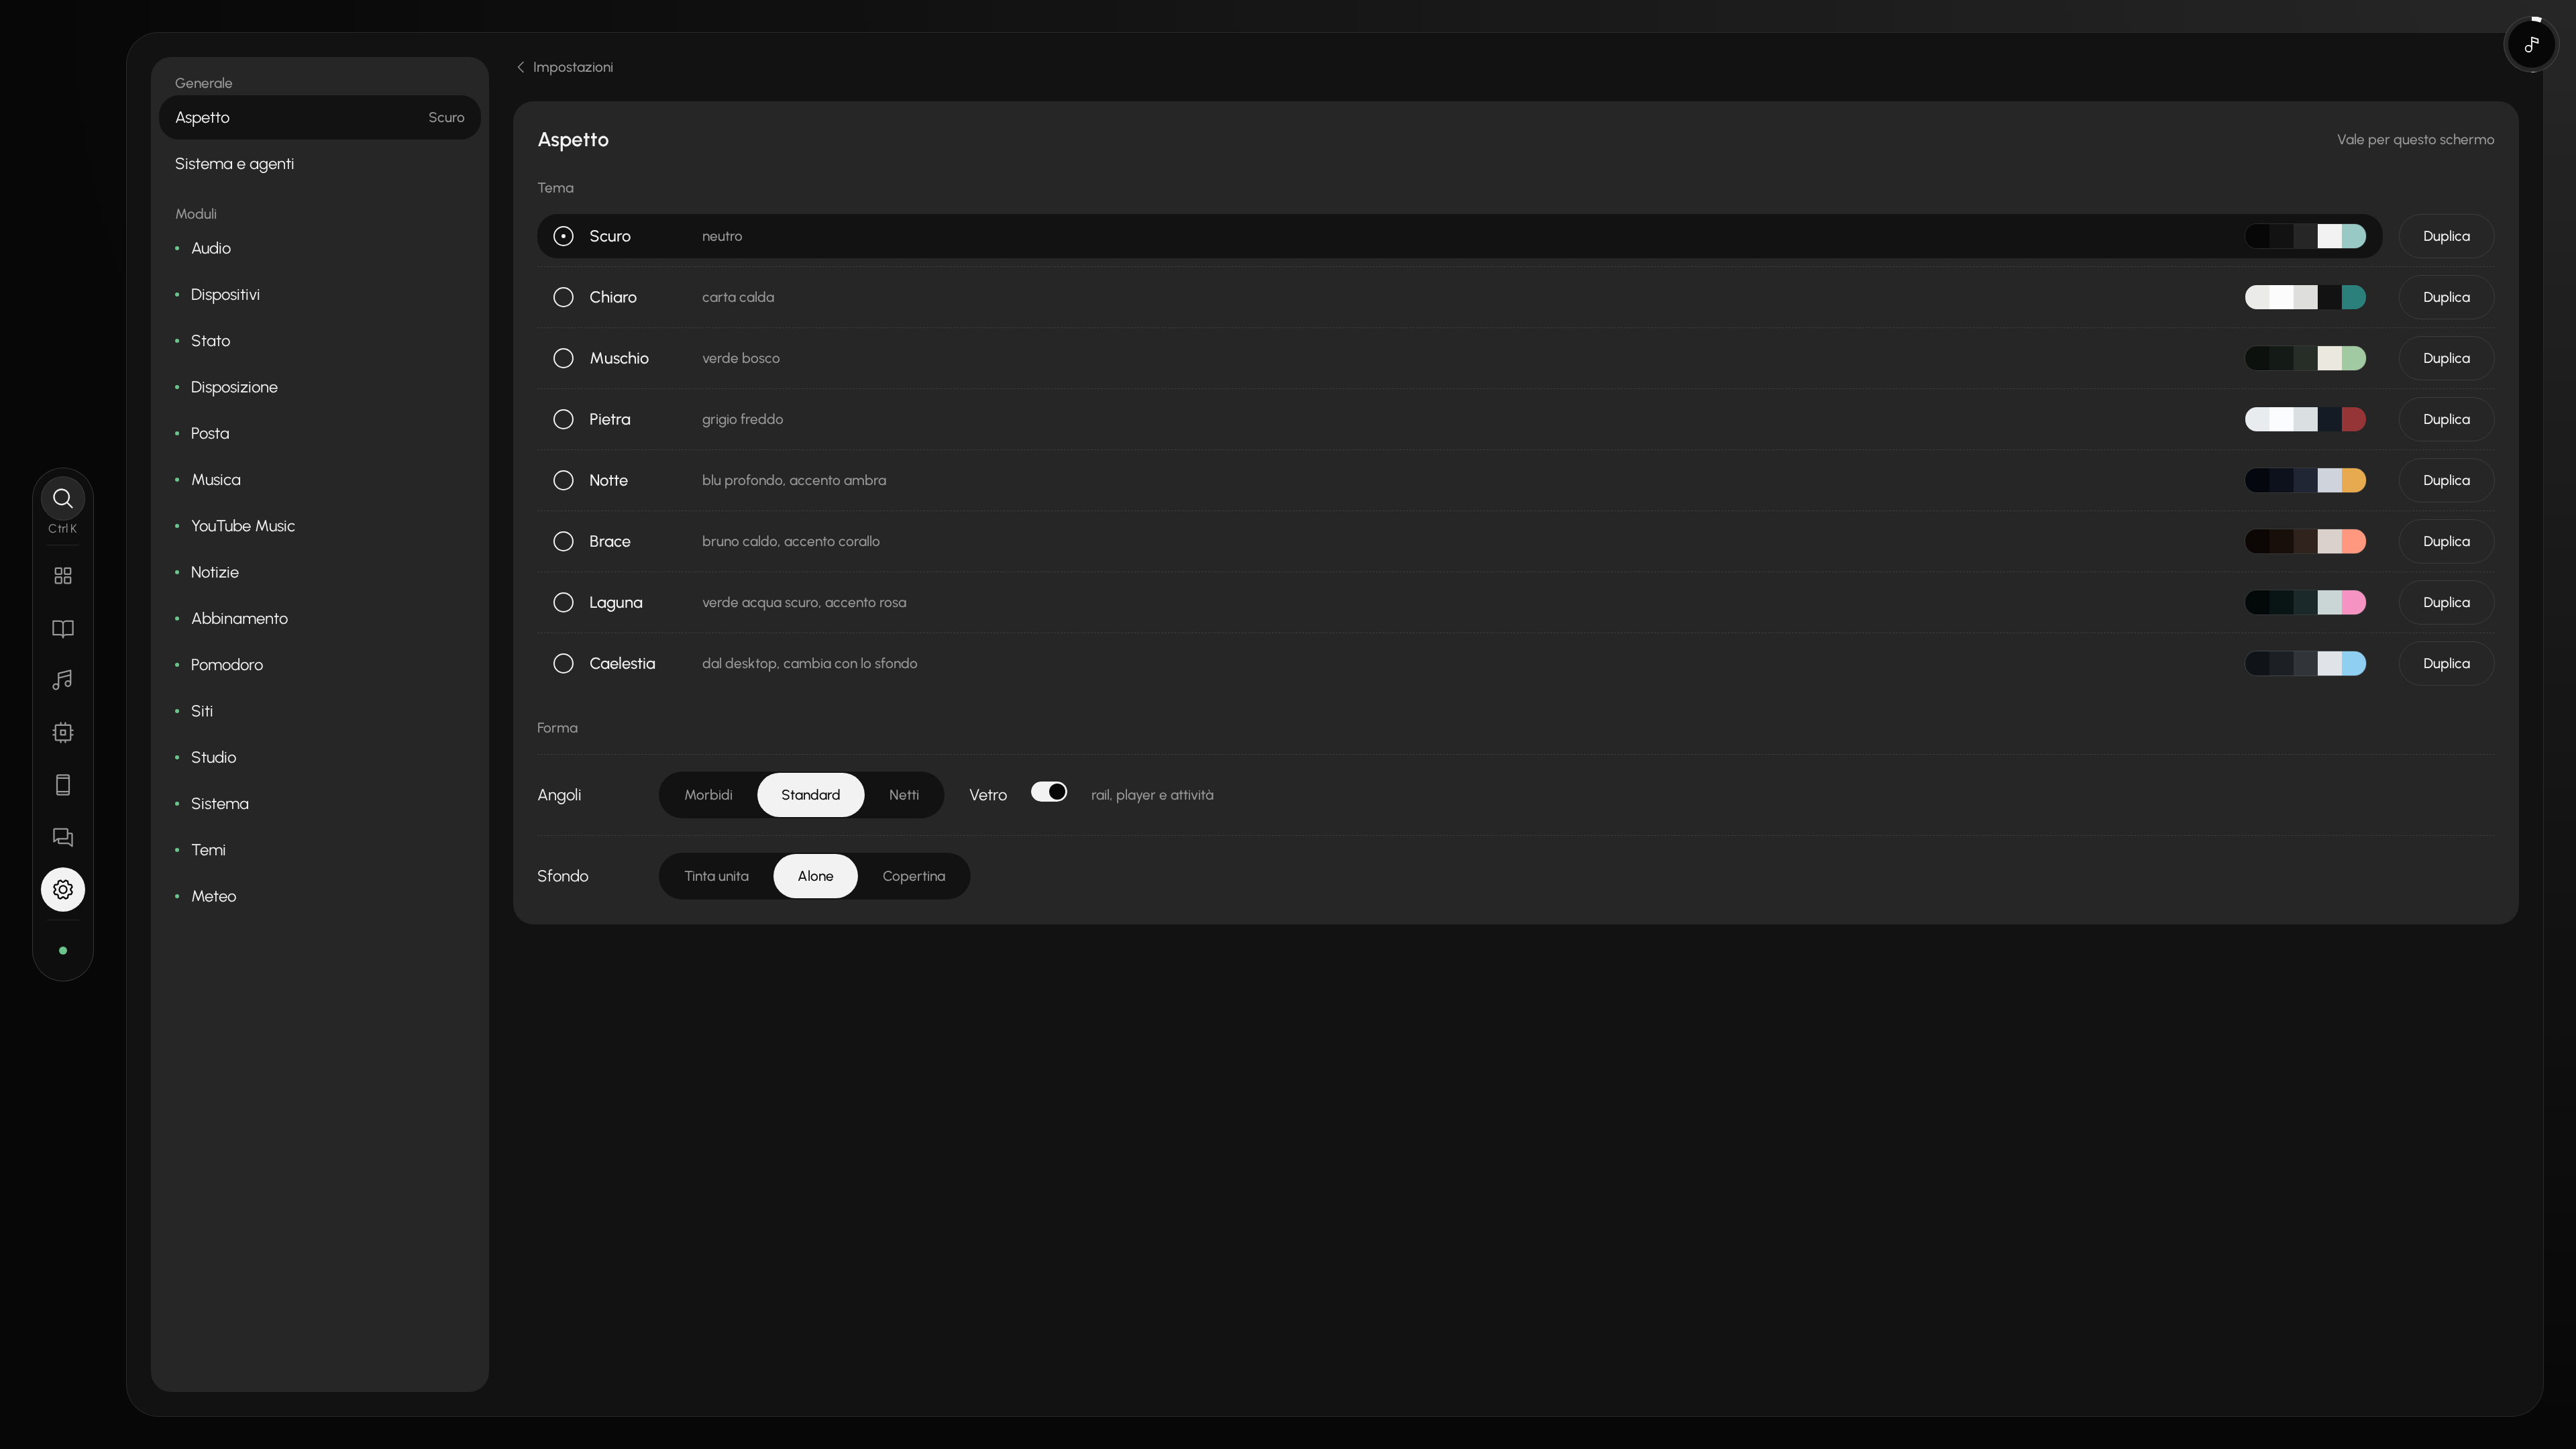 Impostazioni
Generale
Aspetto Scuro
Sistema e agenti
Moduli
Audio
Dispositivi
Stato
Disposizione
Posta
Musica
YouTube Music
Notizie
Abbinamento
Pomodoro
Siti
Studio
Sistema
Temi
Meteo
Ctrl K
Aspetto Vale per questo schermo
Tema
Scuro neutro Duplica
Chiaro carta calda Duplica
Muschio verde bosco Duplica
Pietra grigio freddo Duplica
Notte blu profondo, accento ambra Duplica
Brace bruno caldo, accento corallo Duplica
Laguna verde acqua scuro, accento rosa Duplica
Caelestia dal desktop, cambia con lo sfondo Duplica
Forma
Angoli Morbidi Standard Netti Vetro rail, player e attività
Sfondo Tinta unita Alone Copertina